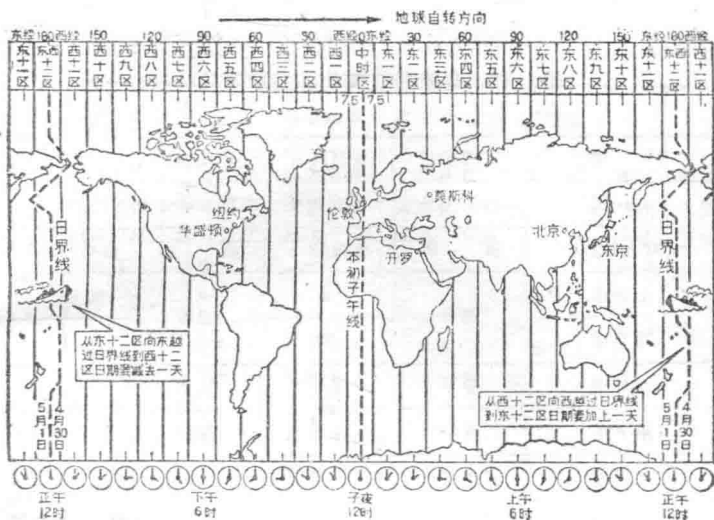 地球自转方向
东经 180 西经 150 120 90 60 30 西经 0 东经 30 60 90 120 150 东经 180 西经
东十一区 东西十二区 西十一区 西十区 西九区 西八区 西七区 西六区 西五区 西四区 西三区 西二区 西一区 中时区 东一区 东二区 东三区 东四区 东五区 东六区 东七区 东八区 东九区 东十区 东十一区 东西十二区 西十一区
7.5 7.5
莫斯科
纽约
伦敦
华盛顿
北京
东京
开罗
日界线
本初子午线
日界线
从东十二区向东越
过日界线到西十二
区日期要减去一天
从西十二区向西越过日界线
到东十二区日期要加上一天
5月1日
4月30日
5月1日
4月30日
正午 下午 子夜 上午 正午
12时 6时 12时 6时 12时